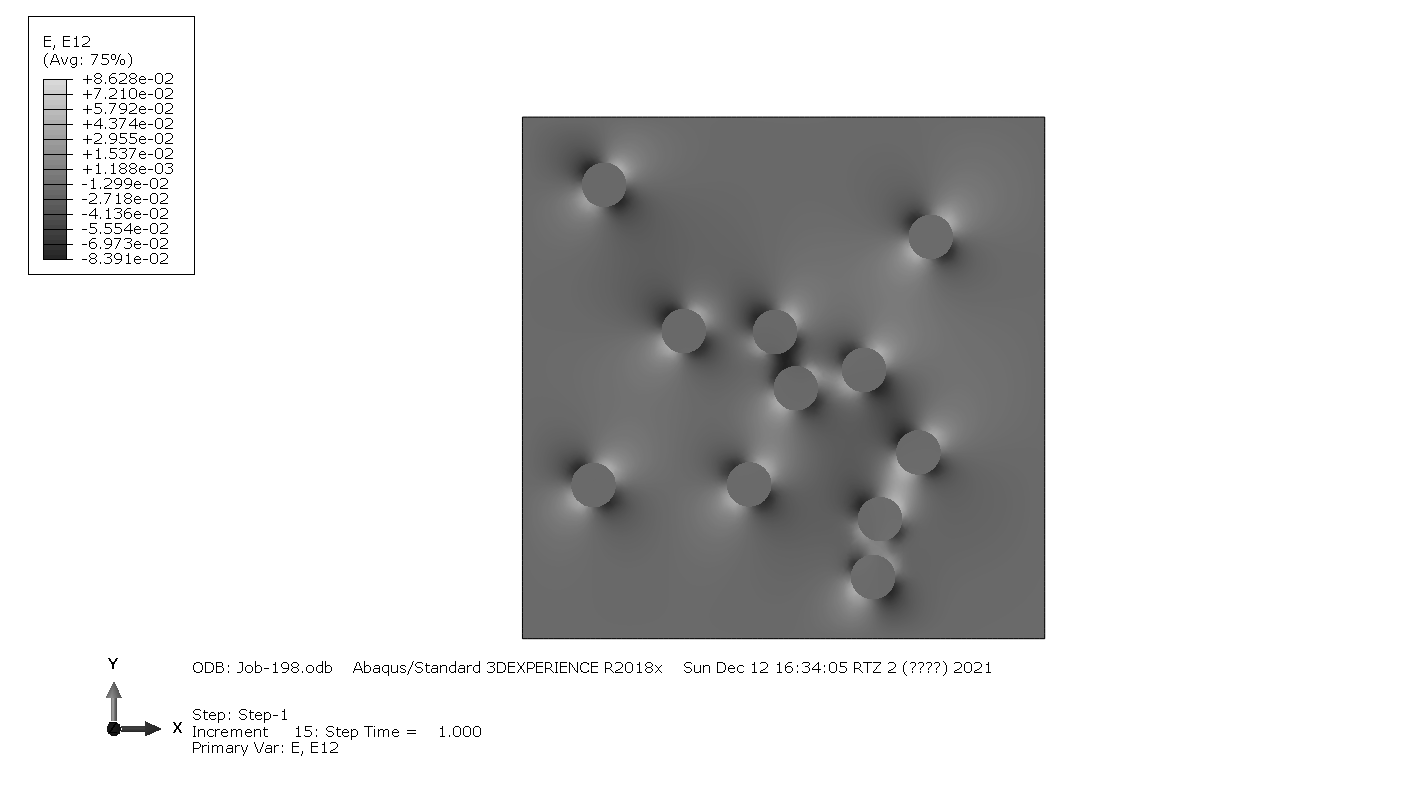 E, E12
(Avg: 75%)
+8.628e-02
+7.210e-02
+5.792e-02
+4.374e-02
+2.955e-02
+1.537e-02
+1.188e-03
-1.299e-02
-2.718e-02
-4.136e-02
-5.554e-02
-6.973e-02
-8.391e-02
Y
X
ODB: Job-198.odb Abaqus/Standard 3DEXPERIENCE R2018x Sun Dec 12 16:34:05 RTZ 2 (????) 2021
Step: Step-1
Increment 15: Step Time = 1.000
Primary Var: E, E12